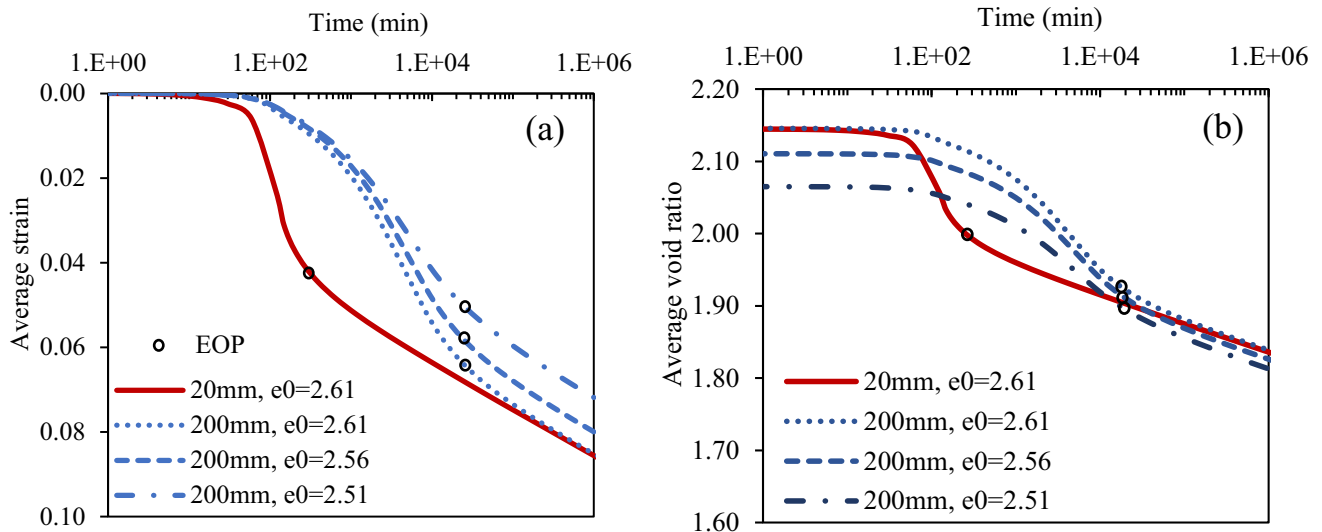 Time (min)
1.E+00 1.E+02 1.E+04 1.E+06
0.00
0.02
0.04
0.06
0.08
0.10
Average strain
(a)
EOP
20mm, e0=2.61
200mm, e0=2.61
200mm, e0=2.56
200mm, e0=2.51
Time (min)
1.E+00 1.E+02 1.E+04 1.E+06
2.20
2.10
2.00
1.90
1.80
1.70
1.60
Average void ratio
(b)
20mm, e0=2.61
200mm, e0=2.61
200mm, e0=2.56
200mm, e0=2.51